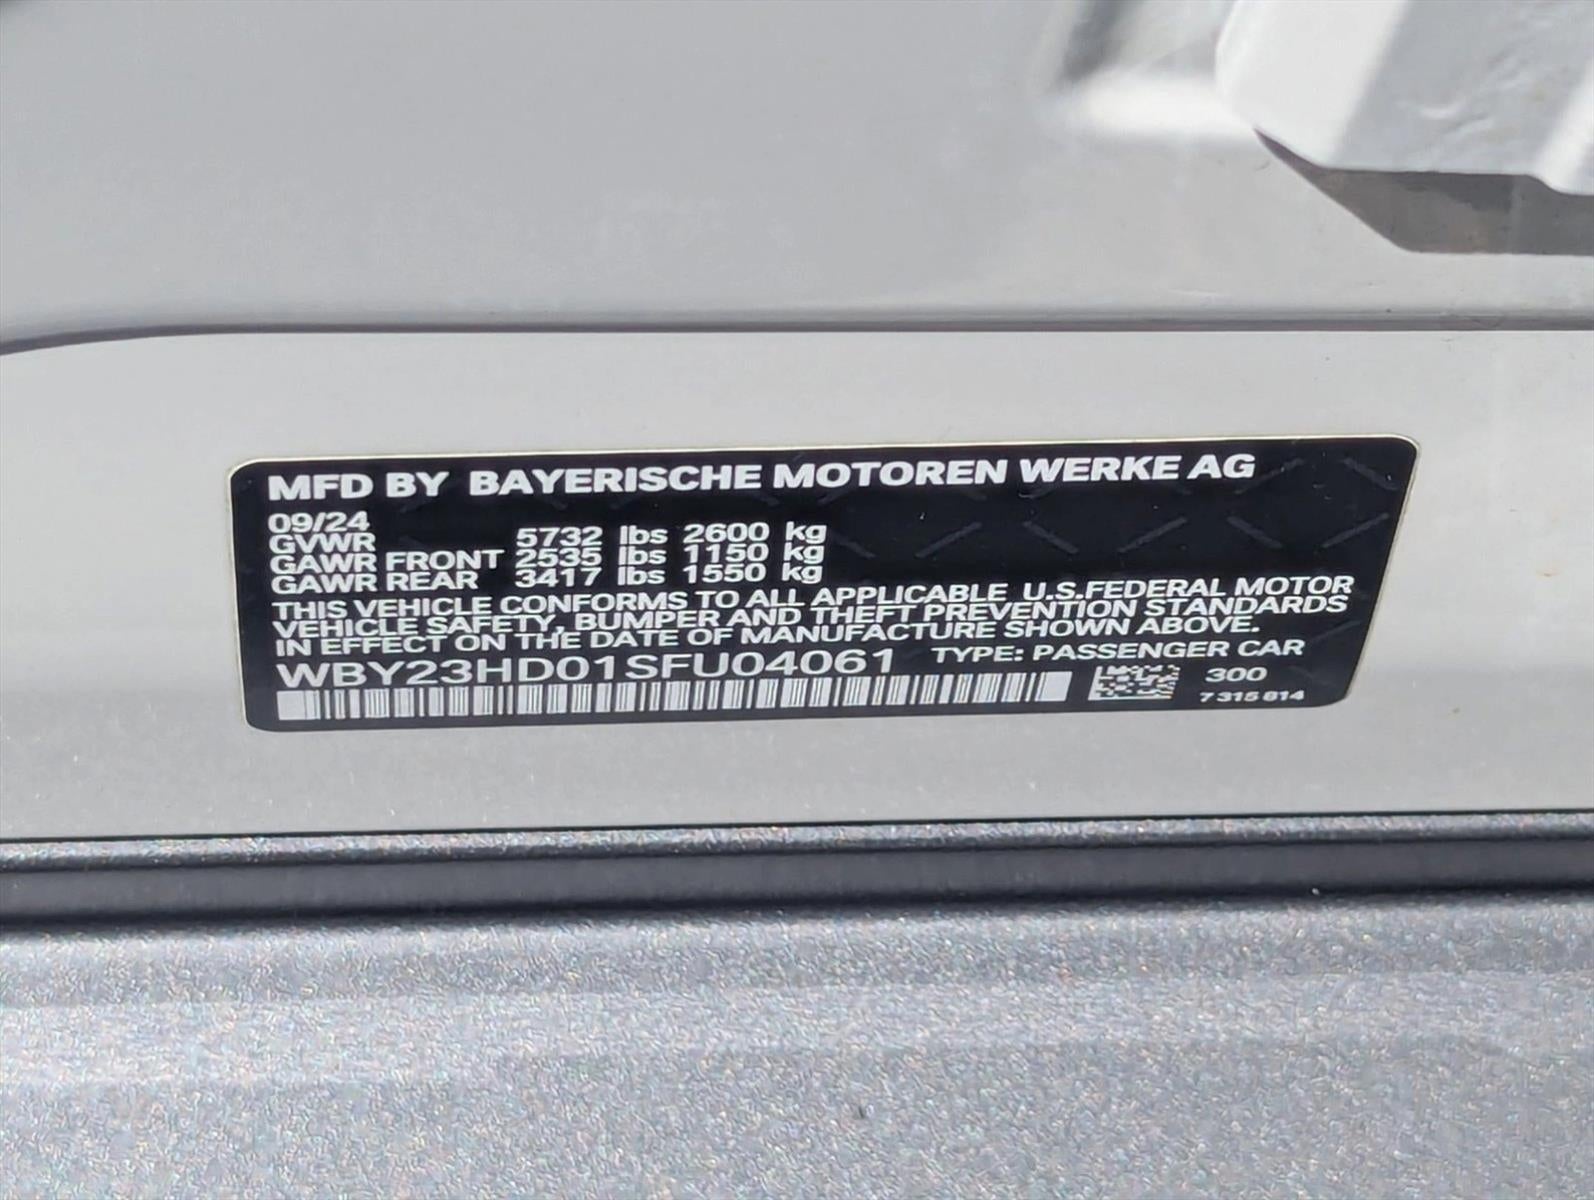 MFD BY BAYERISCHE MOTOREN WERKE AG
09/24
GVWR 5732 lbs 2600 kg
GAWR FRONT 2535 lbs 1150 kg
GAWR REAR 3417 lbs 1550 kg
THIS VEHICLE CONFORMS TO ALL APPLICABLE U.S.FEDERAL MOTOR
VEHICLE SAFETY, BUMPER AND THEFT PREVENTION STANDARDS
IN EFFECT ON THE DATE OF MANUFACTURE SHOWN ABOVE.
WBY23HD01SFU04061 TYPE: PASSENGER CAR
300
7 315 814